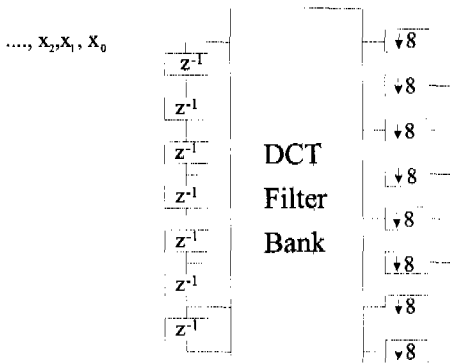 ...., x₂,x₁, x₀
z⁻¹
z⁻¹
z⁻¹
z⁻¹
z⁻¹
z⁻¹
z⁻¹
DCT
Filter
Bank
↓8
↓8
↓8
↓8
↓8
↓8
↓8
↓8